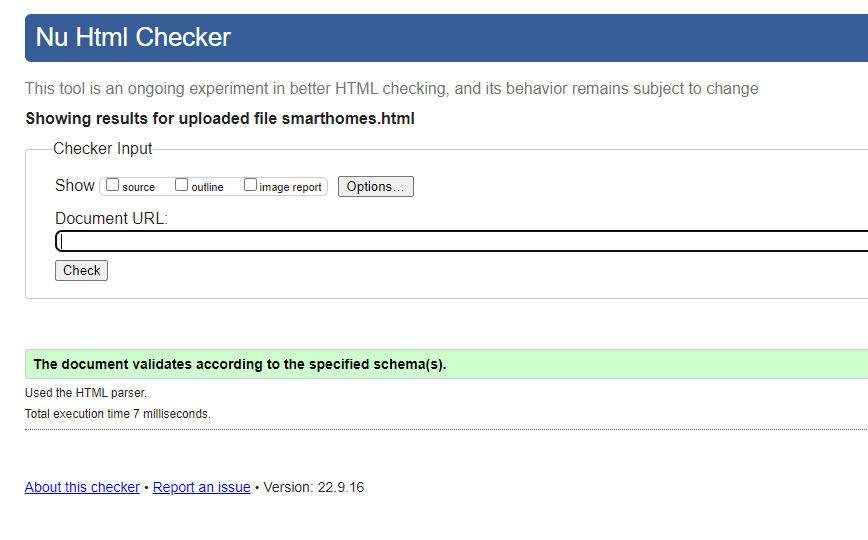 Nu Html Checker
This tool is an ongoing experiment in better HTML checking, and its behavior remains subject to change
Showing results for uploaded file smarthomes.html
Checker Input
Show source outline image report Options...
Document URL:
Check
The document validates according to the specified schema(s).
Used the HTML parser.
Total execution time 7 milliseconds.
About this checker • Report an issue • Version: 22.9.16